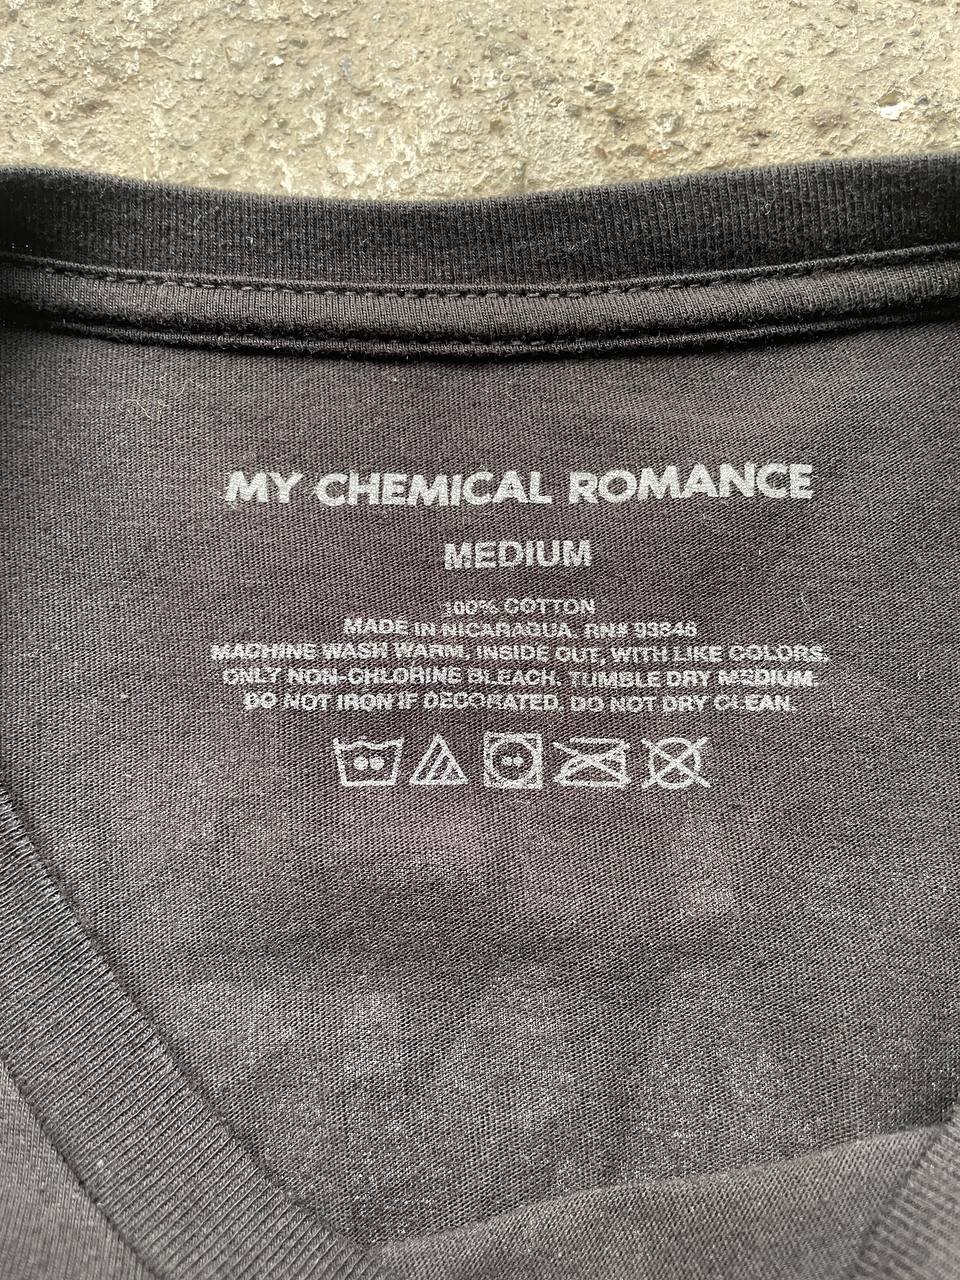 MY CHEMICAL ROMANCE
MEDIUM
100% COTTON
MADE IN NICARAGUA. RN# 93846
MACHINE WASH WARM. INSIDE OUT, WITH LIKE COLORS.
ONLY NON-CHLORINE BLEACH. TUMBLE DRY MEDIUM.
DO NOT IRON IF DECORATED. DO NOT DRY CLEAN.